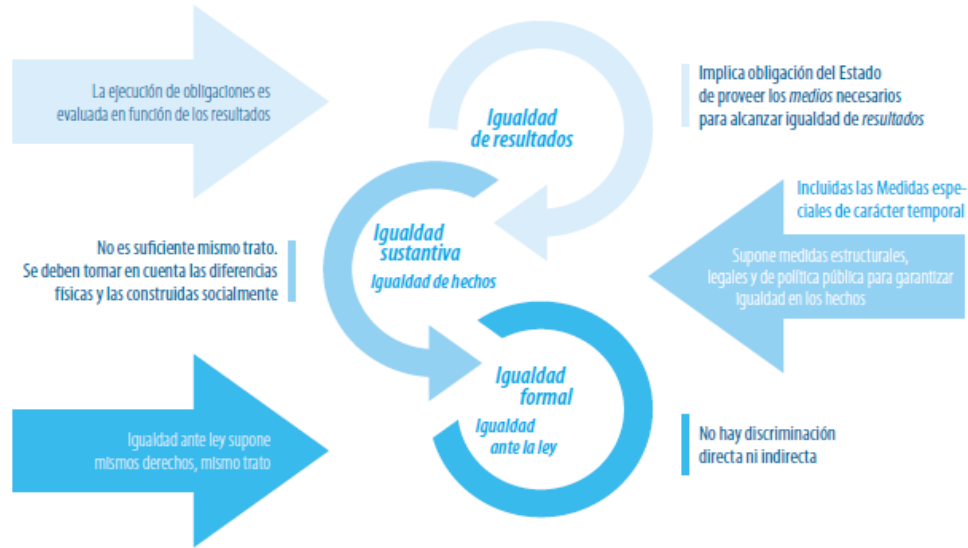 La ejecución de obligaciones es
evaluada en función de los resultados
Igualdad
de resultados
Implica obligación del Estado
de proveer los medios necesarios
para alcanzar igualdad de resultados
Incluidas las Medidas espe-
ciales de carácter temporal
No es suficiente mismo trato.
Se deben tomar en cuenta las diferencias
físicas y las construidas socialmente
Igualdad
sustantiva
Igualdad de hechos
Supone medidas estructurales,
legales y de política pública para garantizar
igualdad en los hechos
Igualdad
formal
Igualdad
ante la ley
Igualdad ante ley supone
mismos derechos, mismo trato
No hay discriminación
directa ni indirecta